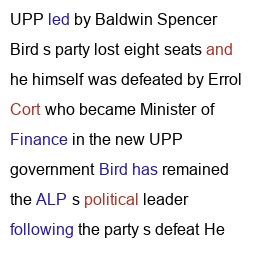 UPP led by Baldwin Spencer
Bird s party lost eight seats and
he himself was defeated by Errol
Cort who became Minister of
Finance in the new UPP
government Bird has remained
the ALP s political leader
following the party s defeat He